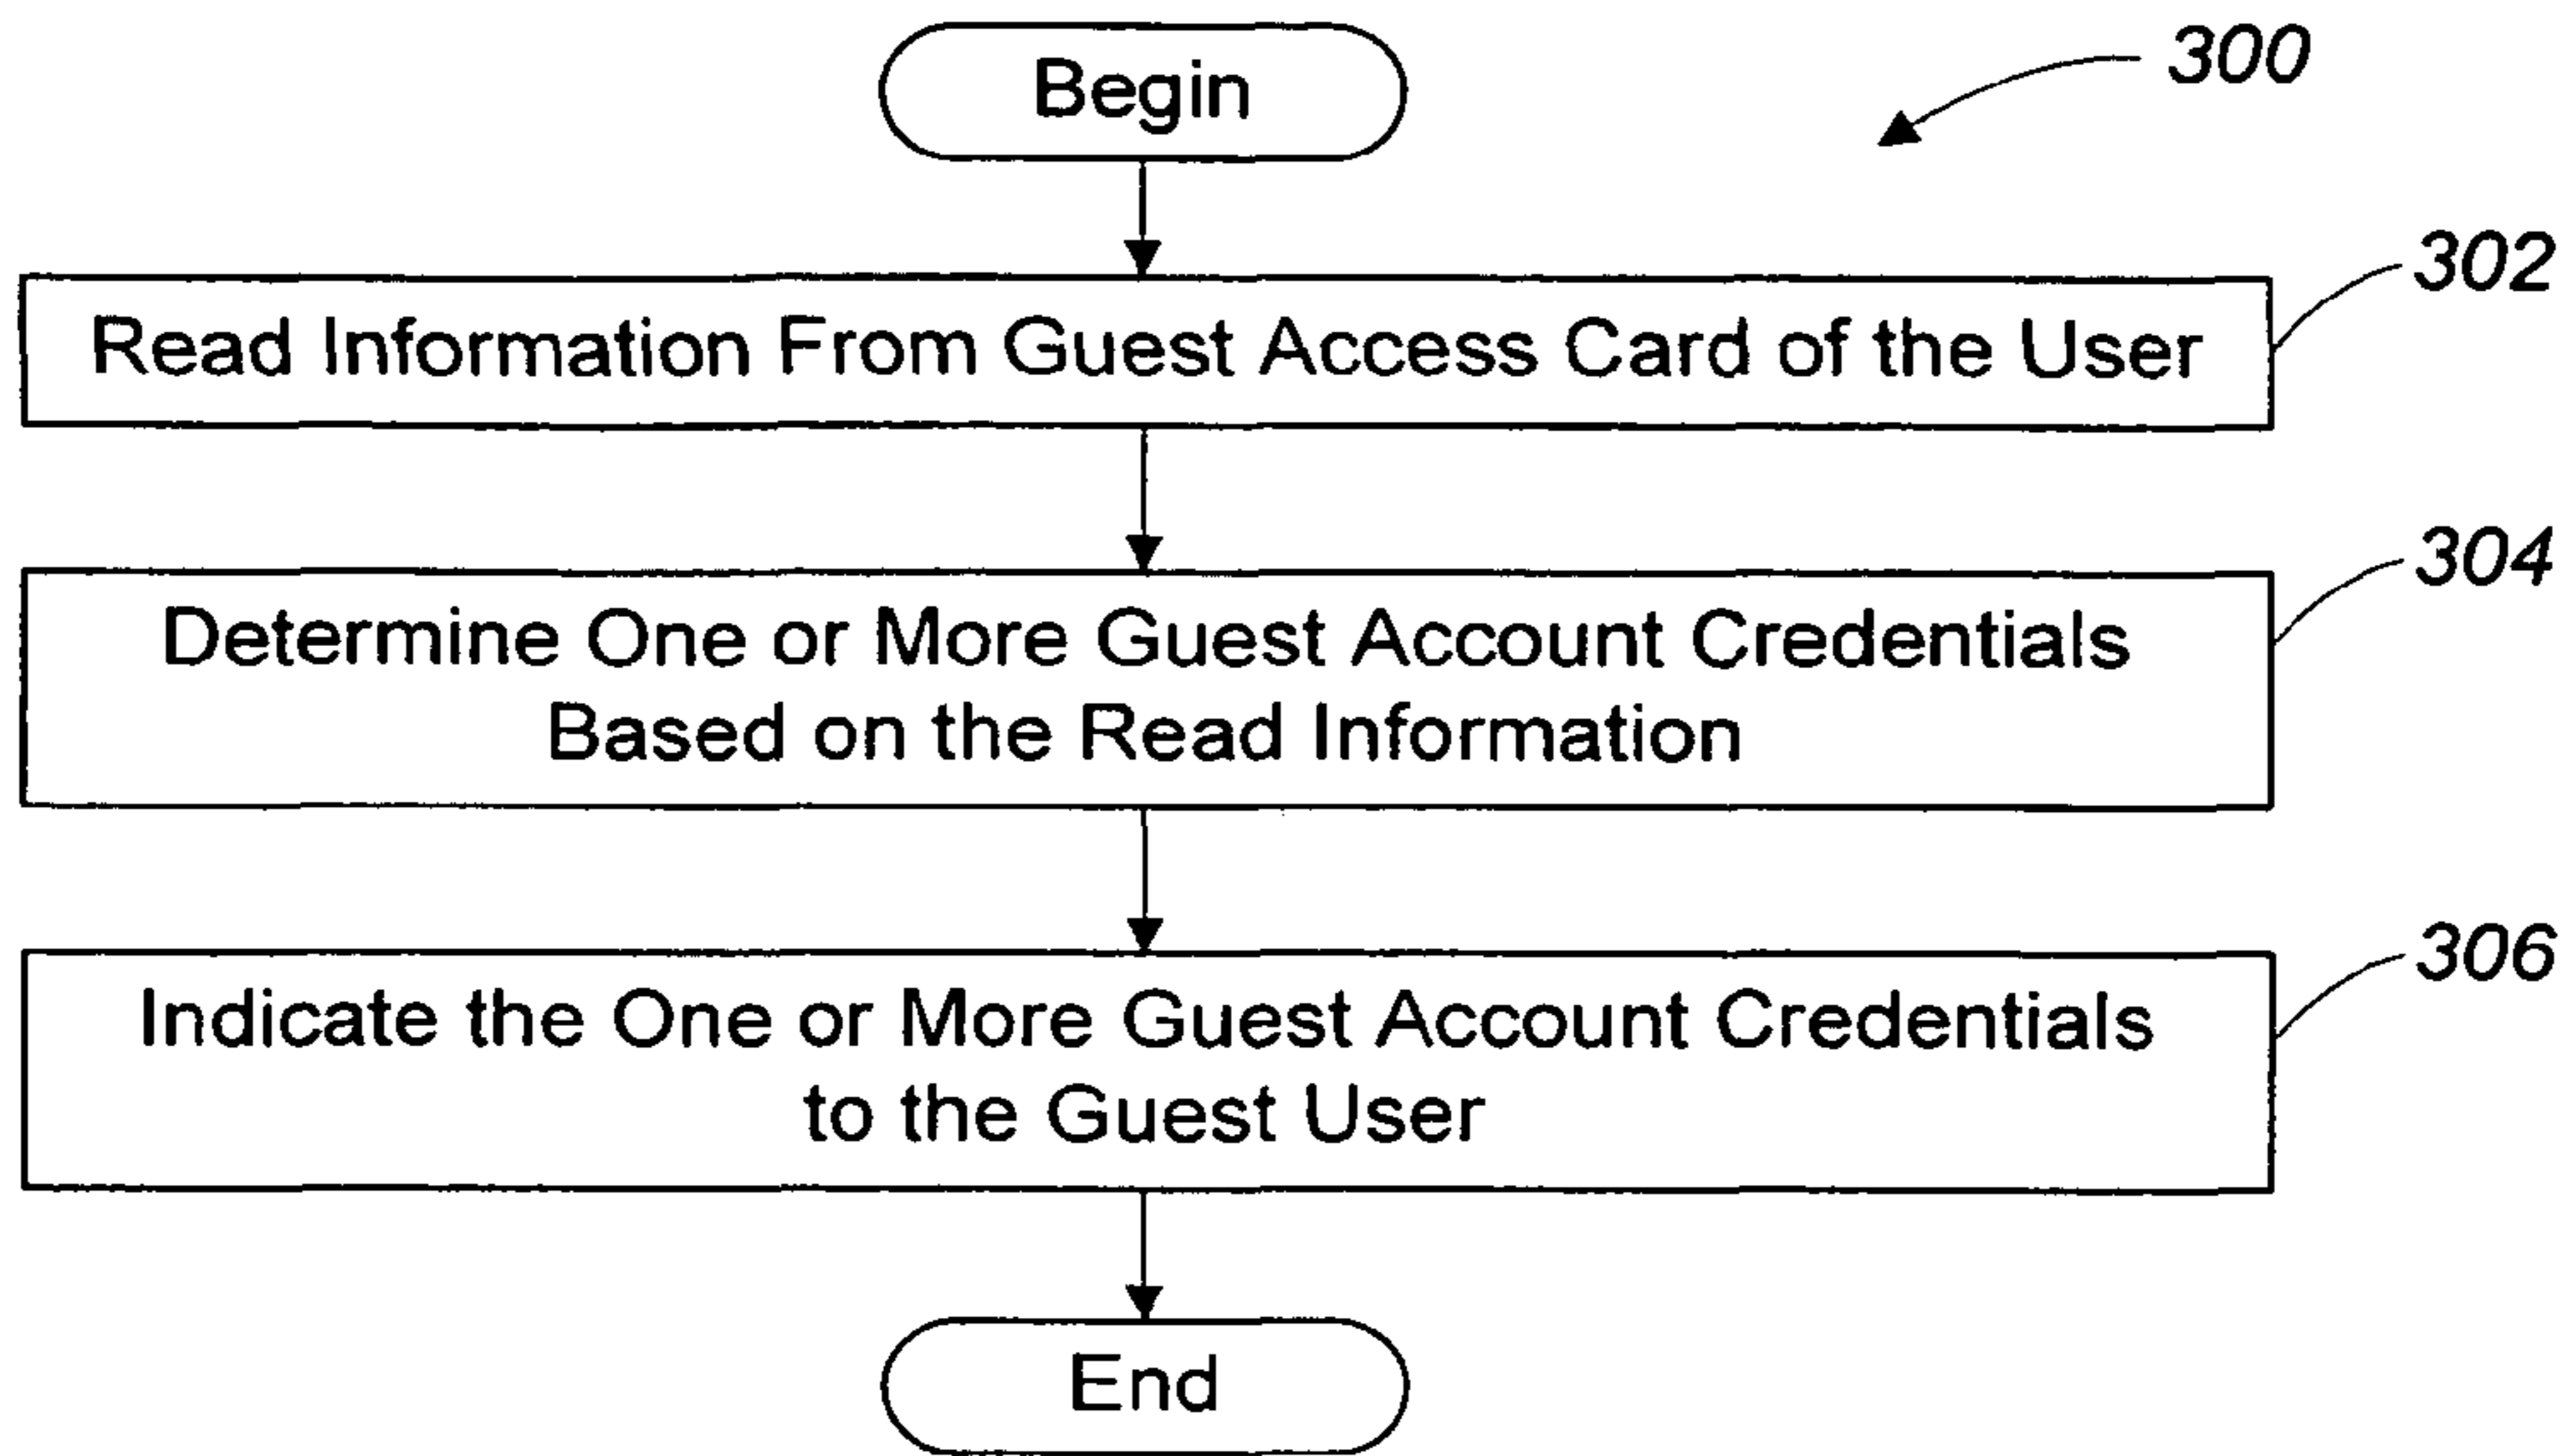 Begin
300
Read Information From Guest Access Card of the User
302
Determine One or More Guest Account Credentials
Based on the Read Information
304
Indicate the One or More Guest Account Credentials
to the Guest User
306
End